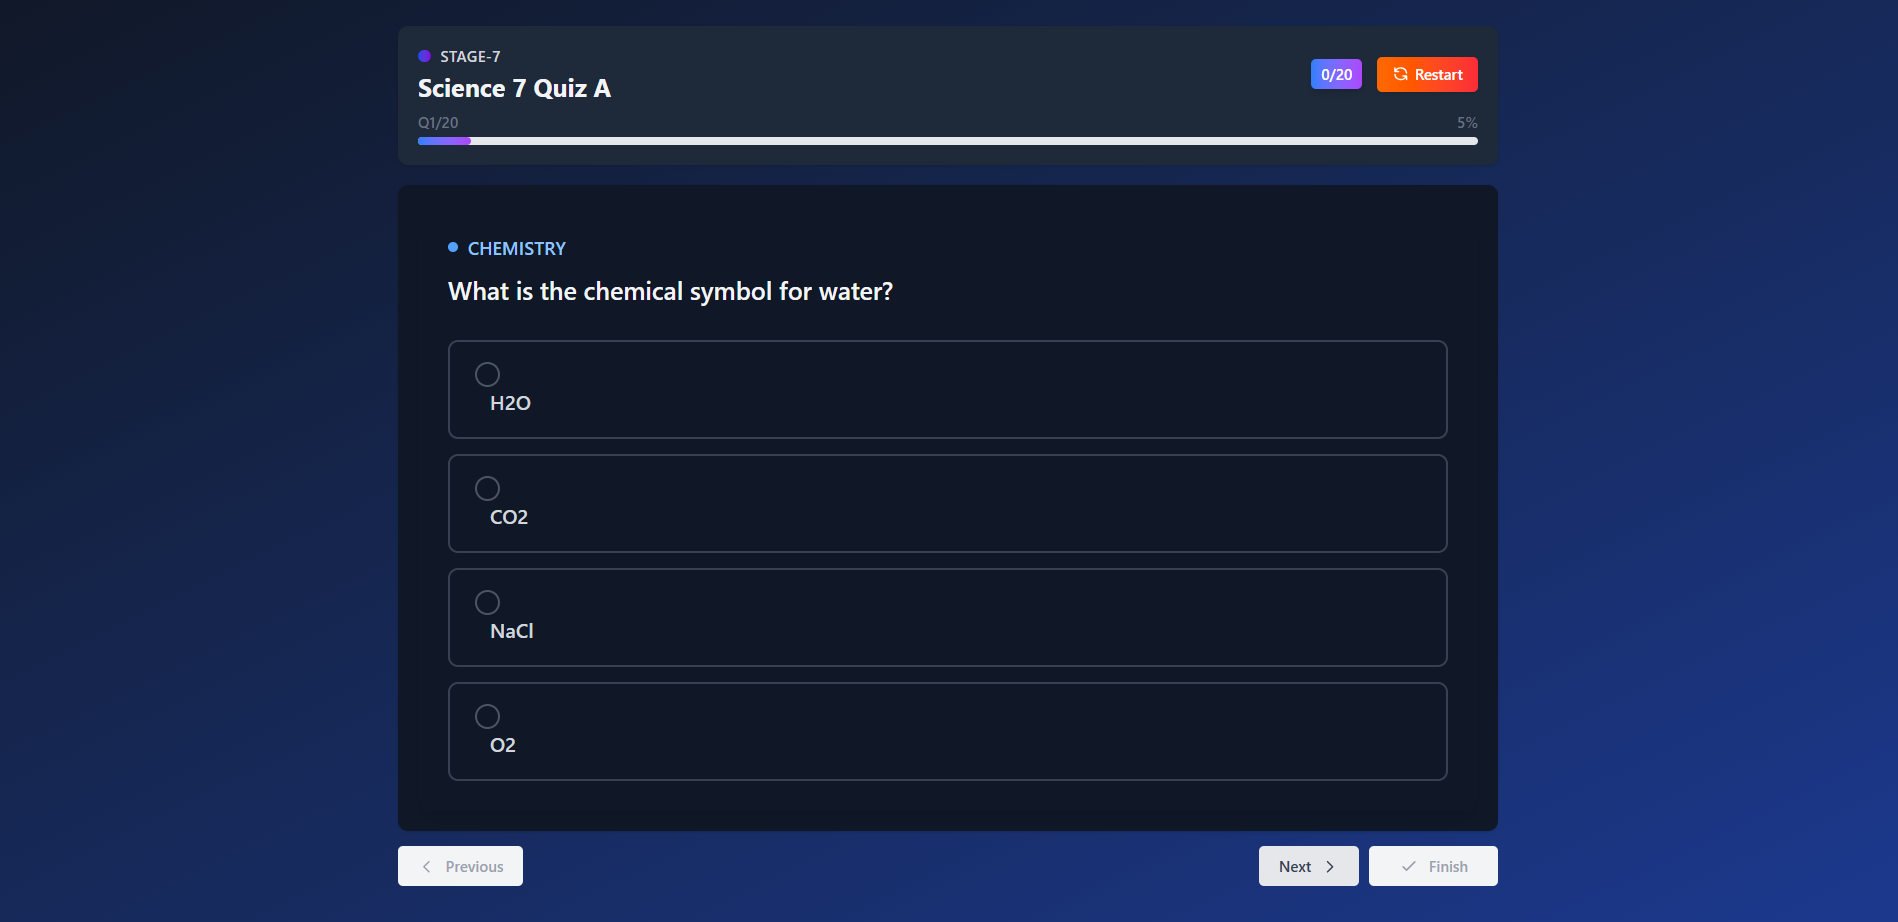 STAGE-7
Science 7 Quiz A
0/20
Restart
Q1/20
5%
CHEMISTRY
What is the chemical symbol for water?
H2O
CO2
NaCl
O2
Previous
Next
Finish